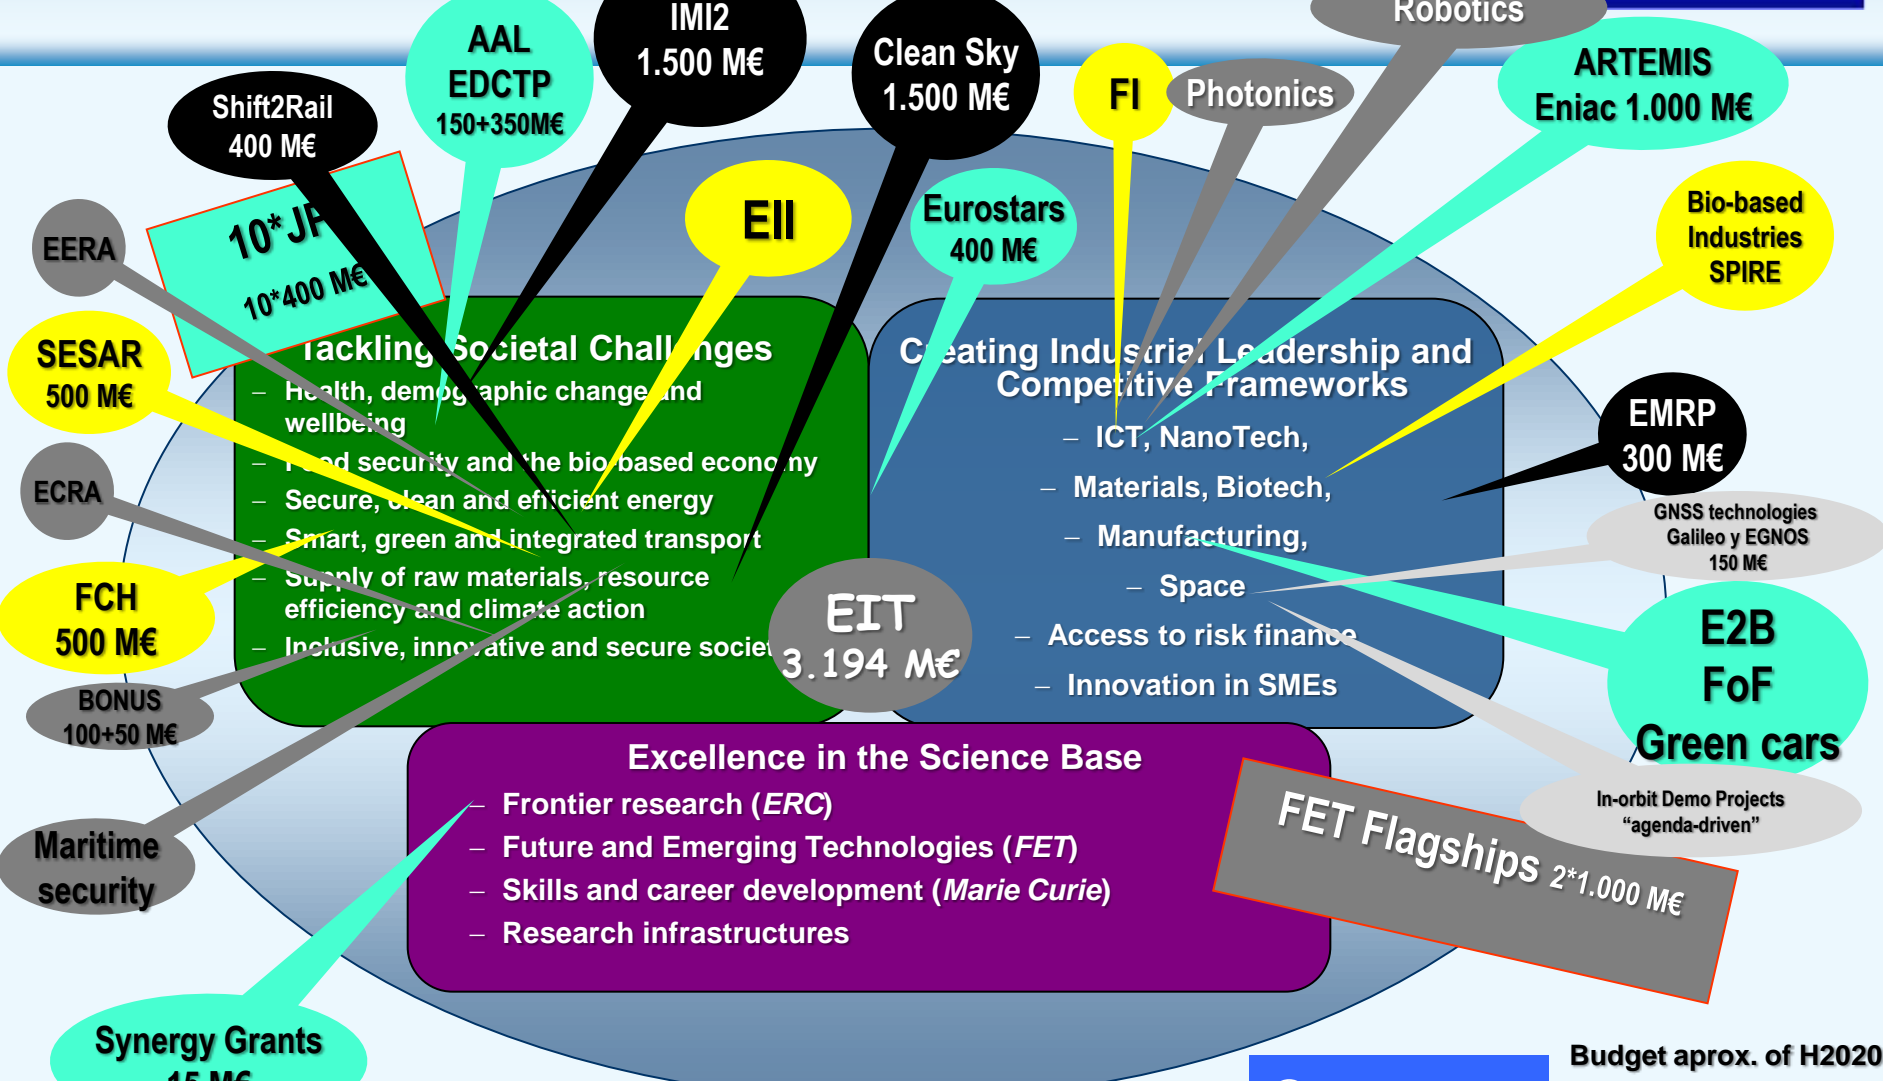 IMI2
1.500 M€
Robotics
AAL
EDCTP
150+350M€
Clean Sky
1.500 M€
FI
Photonics
ARTEMIS
Eniac 1.000 M€
Shift2Rail
400 M€
10*JP
10*400 M€
EERA
EII
Eurostars
400 M€
Bio-based
Industries
SPIRE
SESAR
500 M€
ECRA
FCH
500 M€
BONUS
100+50 M€
Maritime
security
Tackling Societal Challenges
– Health, demographic change and
wellbeing
– Food security and the bio-based economy
– Secure, clean and efficient energy
– Smart, green and integrated transport
– Supply of raw materials, resource
efficiency and climate action
– Inclusive, innovative and secure societ
EIT
3.194 M€
Creating Industrial Leadership and
Competitive Frameworks
– ICT, NanoTech,
– Materials, Biotech,
– Manufacturing,
– Space
– Access to risk finance
– Innovation in SMEs
EMRP
300 M€
GNSS technologies
Galileo y EGNOS
150 M€
E2B
FoF
Green cars
In-orbit Demo Projects
“agenda-driven”
Excellence in the Science Base
– Frontier research (ERC)
– Future and Emerging Technologies (FET)
– Skills and career development (Marie Curie)
– Research infrastructures
FET Flagships 2*1.000 M€
Synergy Grants
15 M€
Budget aprox. of H2020